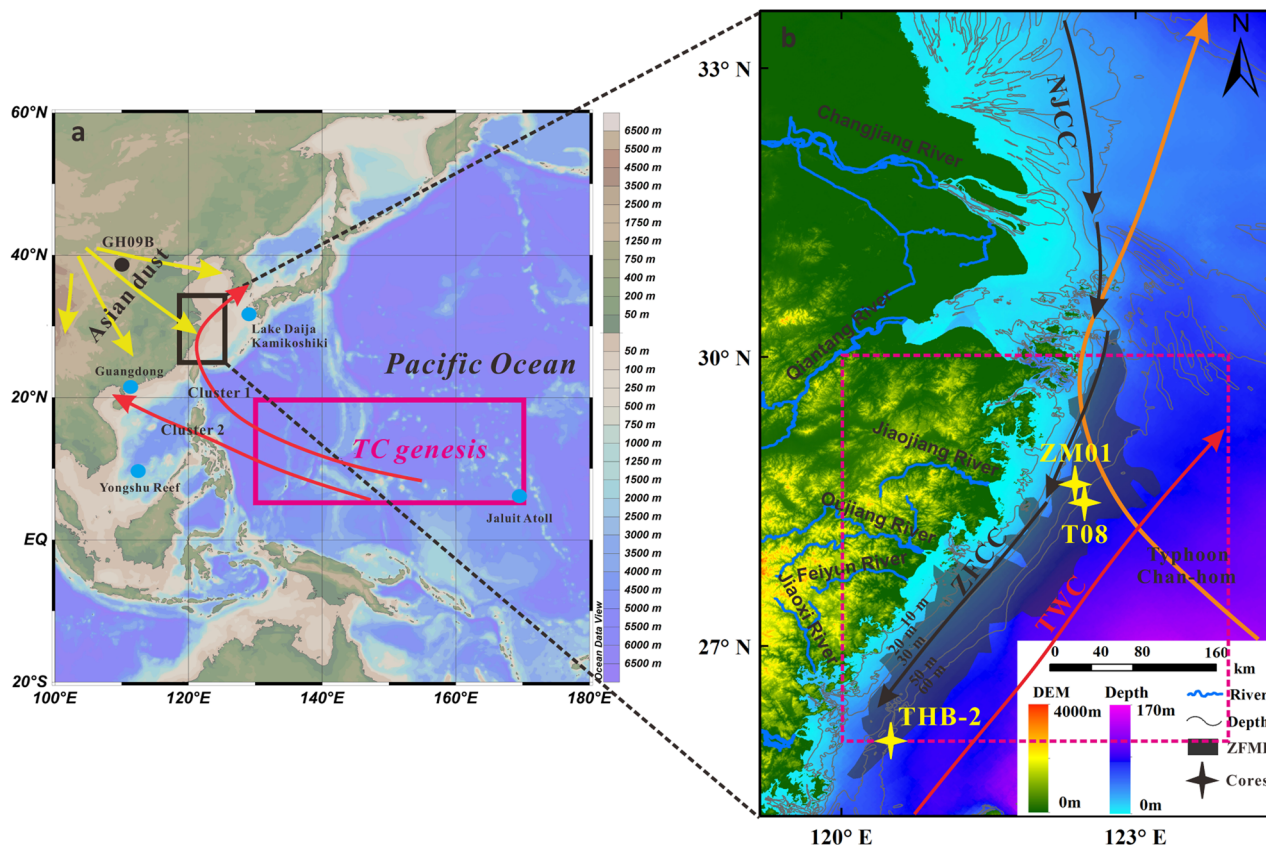 a
60°N
40°N
20°N
EQ
20°S
100°E
120°E
140°E
160°E
180°E
GH09B
Asian dust
Lake Daija
Kamikoshiki
Guangdong
Cluster 1
Cluster 2
Pacific Ocean
TC genesis
Yongshu Reef
Jaluit Atoll
6500 m
5500 m
4500 m
3500 m
2500 m
1750 m
1250 m
750 m
400 m
200 m
50 m
50 m
100 m
250 m
500 m
750 m
1000 m
1250 m
1500 m
2000 m
2500 m
3000 m
3500 m
4000 m
4500 m
5000 m
5500 m
6000 m
6500 m
Ocean Data View
b
N
33° N
30° N
27° N
120° E
123° E
NJCC
Changjiang River
Qiantang River
Jiaojiang River
Oujiang River
Feiyun River
Jiaoxi River
ZM01
T08
ZFCC
TWC
Typhoon
Chan-hom
10 m
20 m
30 m
50 m
60 m
THB-2
0 40 80 160
km
DEM
4000m
0m
Depth
170m
0m
River
Depth
ZFMD
Cores